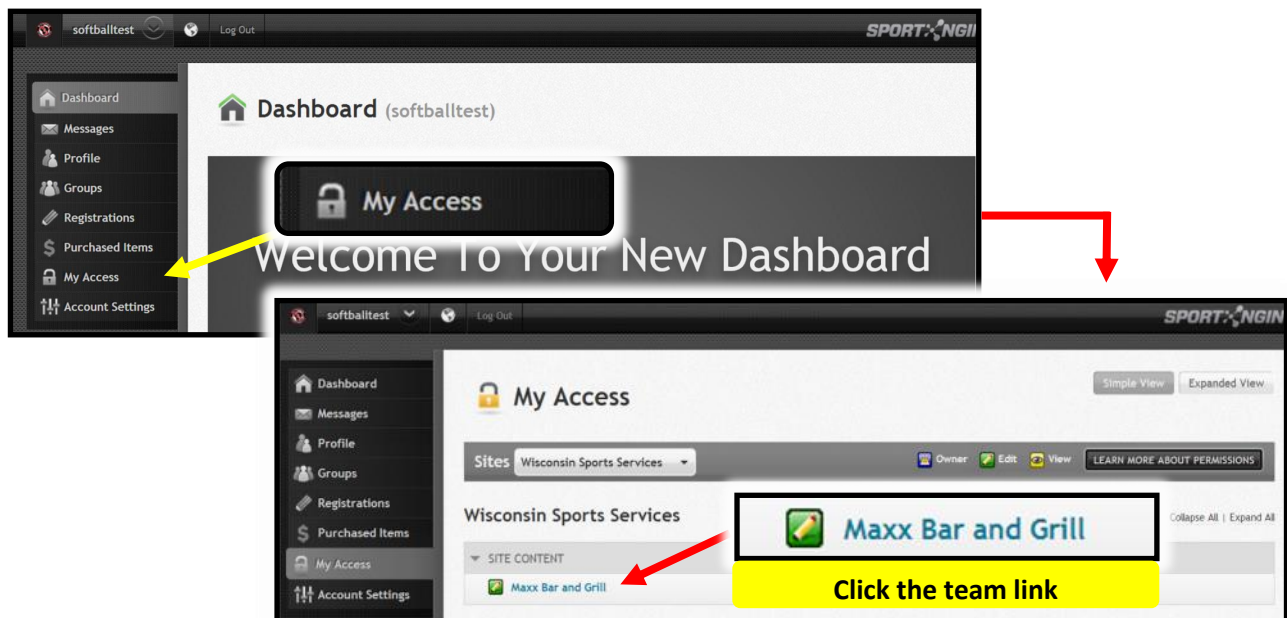 softballtest Log Out SPORT NGIN
Dashboard
Messages
Profile
Groups
Registrations
Purchased Items
My Access
Account Settings
Dashboard (softballtest)
My Access
Welcome To Your New Dashboard
softballtest Log Out SPORT NGIN
Dashboard
Messages
Profile
Groups
Registrations
Purchased Items
My Access
Account Settings
My Access
Simple View Expanded View
Sites Wisconsin Sports Services Owner Edit View LEARN MORE ABOUT PERMISSIONS
Wisconsin Sports Services
Collapse All | Expand All
SITE CONTENT
Maxx Bar and Grill
Maxx Bar and Grill
Click the team link